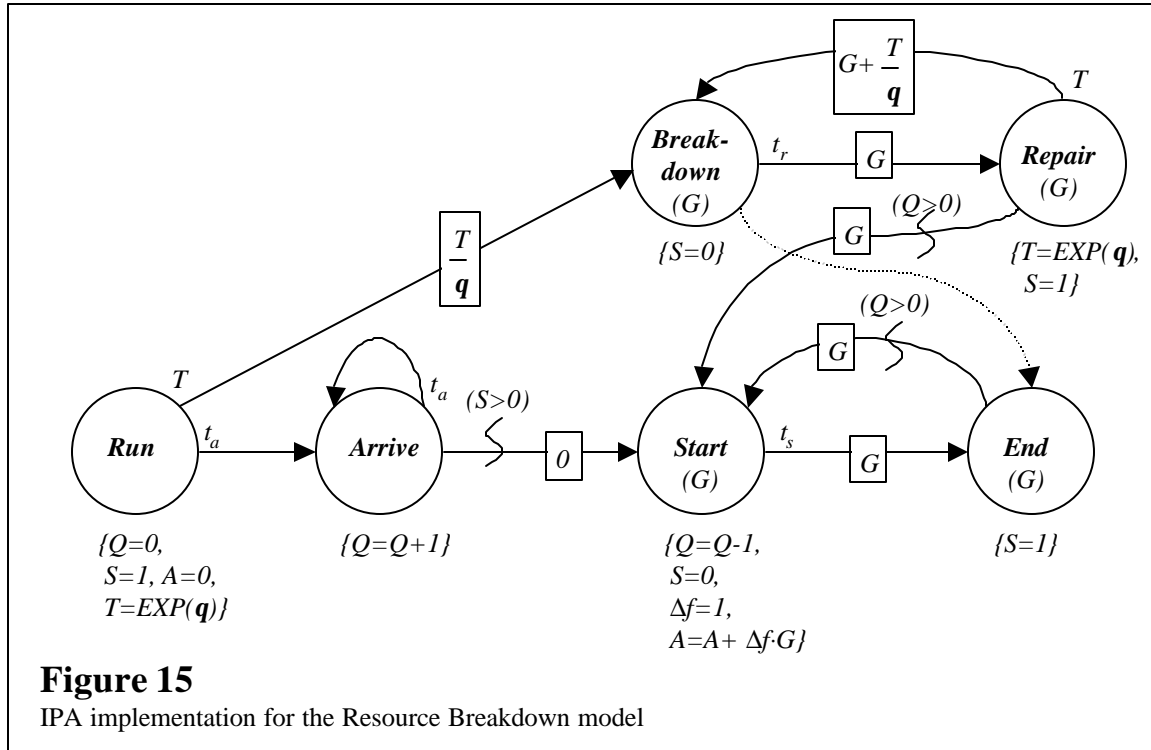 G+ T
q
T
Break-
down
(G)
t_r
G
Repair
(G)
(Q>0)
G
{S=0}
{T=EXP(q),
S=1}
T
q
(Q>0)
G
T
t_a
(S>0)
Run
t_a
Arrive
0
Start
(G)
t_s
G
End
(G)
{Q=0,
S=1, A=0,
T=EXP(q)}
{Q=Q+1}
{Q=Q-1,
S=0,
Δf=1,
A=A+ Δf·G}
{S=1}
Figure 15
IPA implementation for the Resource Breakdown model